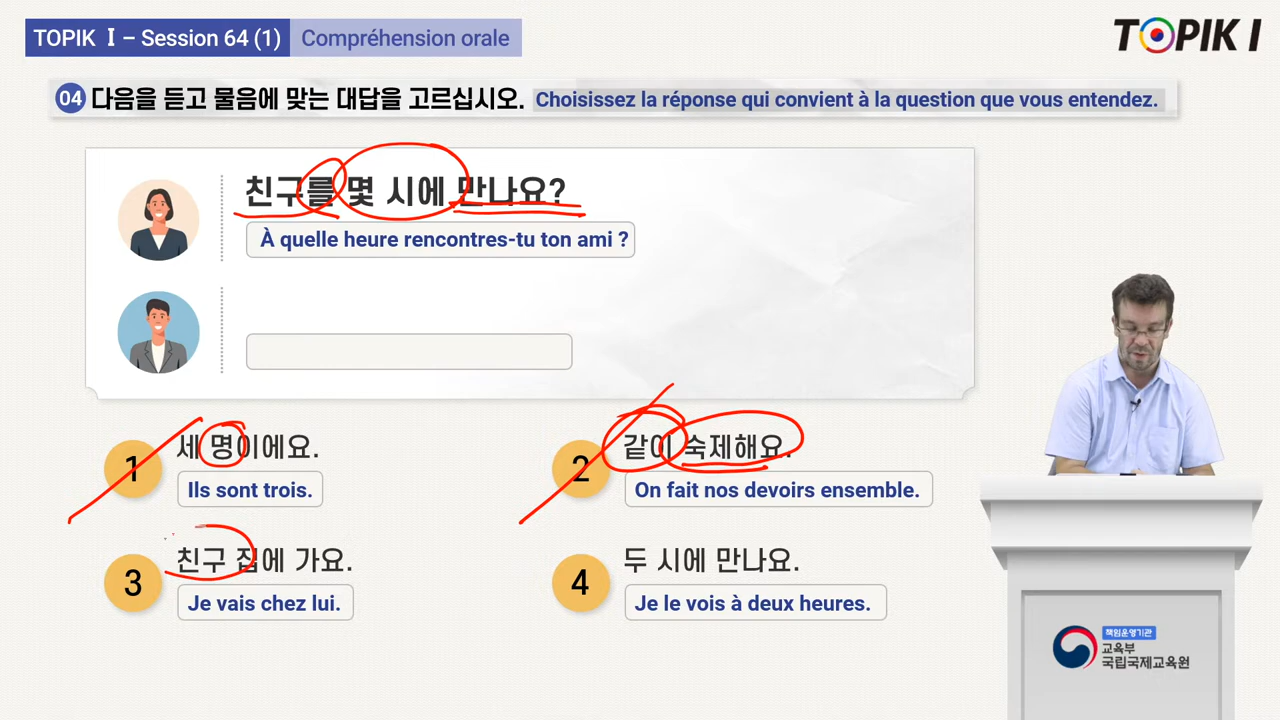 TOPIK I – Session 64 (1) Compréhension orale
TOPIK I
04 다음을 듣고 물음에 맞는 대답을 고르십시오. Choisissez la réponse qui convient à la question que vous entendez.
친구를 몇 시에 만나요?
À quelle heure rencontres-tu ton ami ?
1 세 명이에요.
Ils sont trois.
2 같이 숙제해요.
On fait nos devoirs ensemble.
3 친구 집에 가요.
Je vais chez lui.
4 두 시에 만나요.
Je le vois à deux heures.
책임운영기관
교육부
국립국제교육원